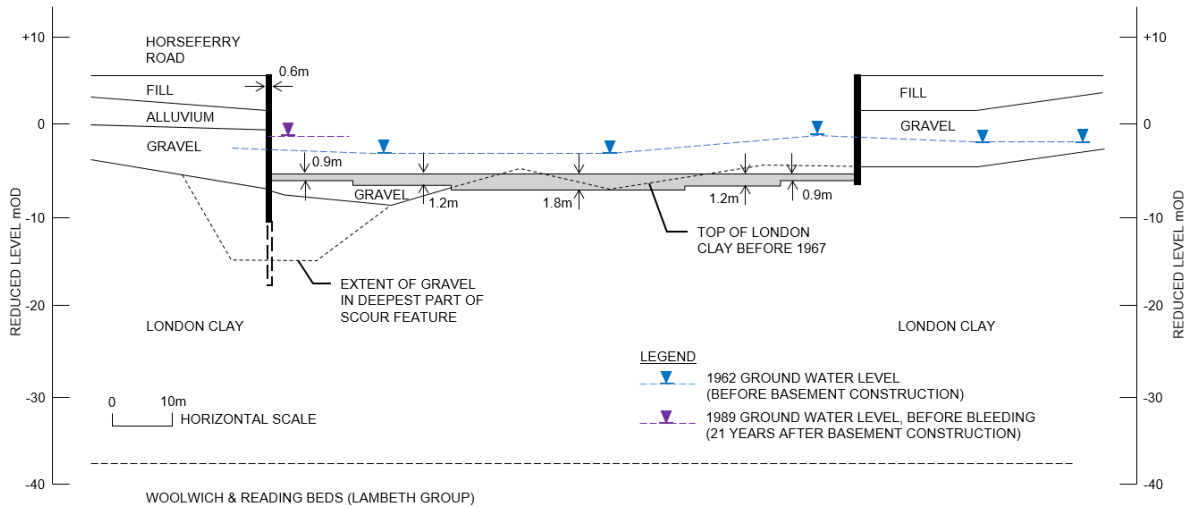 +10
0
-10
-20
-30
-40
REDUCED LEVEL mOD
HORSEFERRY
ROAD
FILL
ALLUVIUM
GRAVEL
0.6m
0.9m
1.2m
GRAVEL
1.8m
1.2m
0.9m
FILL
GRAVEL
TOP OF LONDON
CLAY BEFORE 1967
EXTENT OF GRAVEL
IN DEEPEST PART OF
SCOUR FEATURE
LONDON CLAY
LONDON CLAY
0
10m
HORIZONTAL SCALE
LEGEND
1962 GROUND WATER LEVEL
(BEFORE BASEMENT CONSTRUCTION)
1989 GROUND WATER LEVEL, BEFORE BLEEDING
(21 YEARS AFTER BASEMENT CONSTRUCTION)
WOOLWICH & READING BEDS (LAMBETH GROUP)
+10
0
-10
-20
-30
-40
REDUCED LEVEL mOD